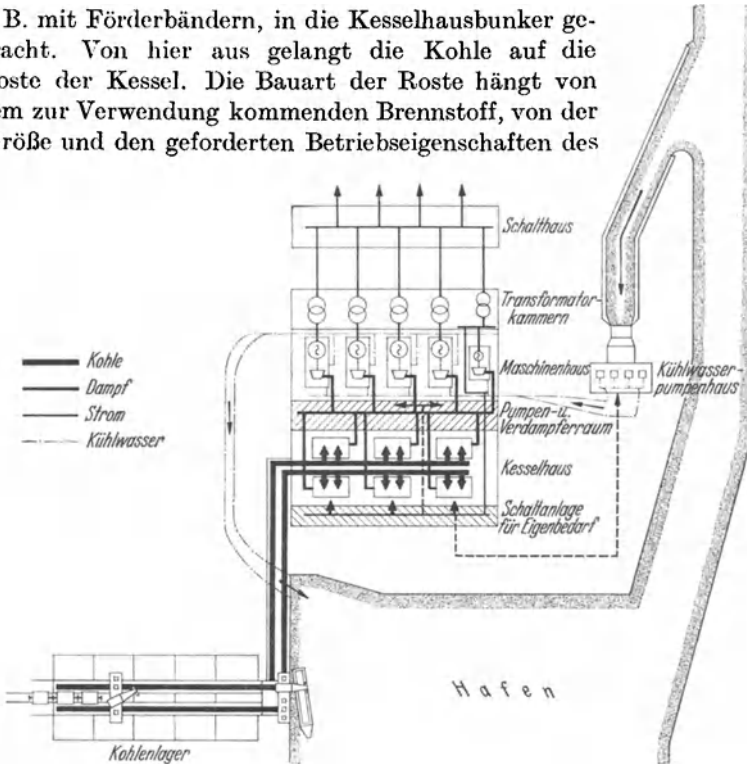 B. mit Förderbändern, in die Kesselhausbunker ge-
acht. Von hier aus gelangt die Kohle auf die
oste der Kessel. Die Bauart der Roste hängt von
em zur Verwendung kommenden Brennstoff, von der
röße und den geforderten Betriebseigenschaften des
Schalthaus
Transformator-
kammern
Kohle
Dampf
Strom
Kühlwasser
Maschinenhaus
Kühlwasser-
pumpenhaus
Pumpen-u.
Verdampferraum
Kesselhaus
Schaltanlage
für Eigenbedarf
Hafen
Kohlenlager